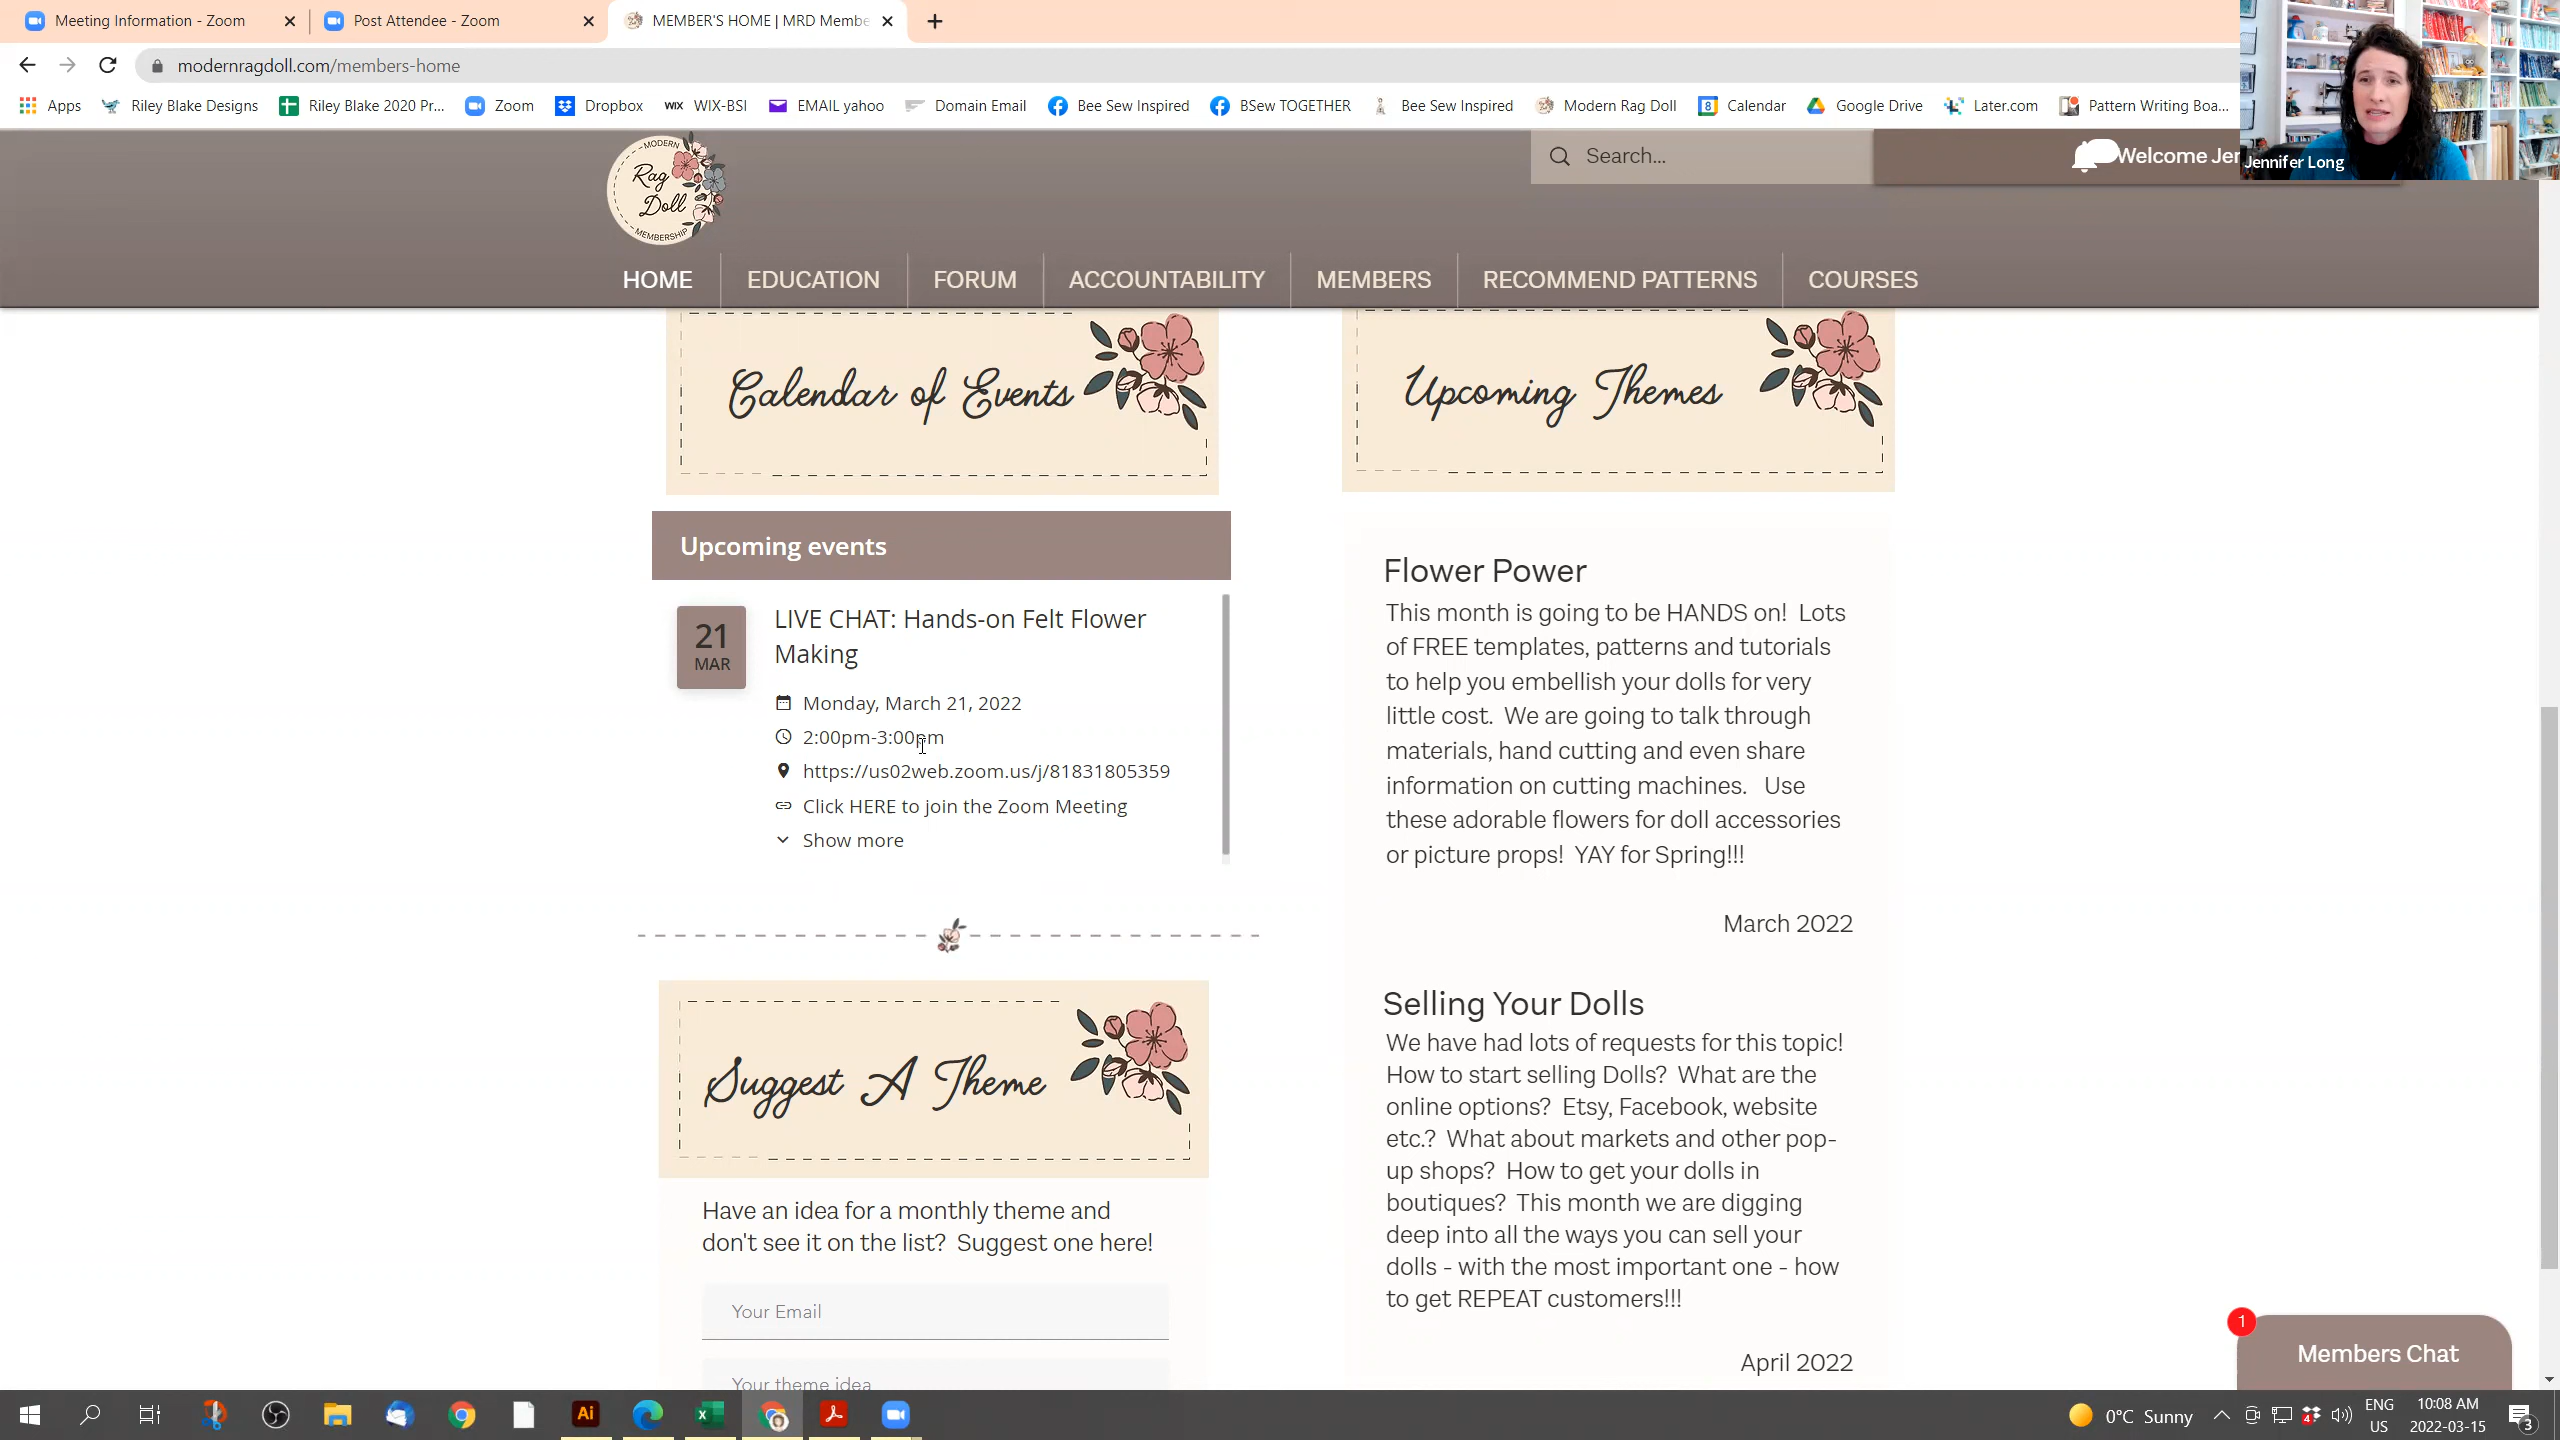 Meeting Information - Zoom
Post Attendee - Zoom
MEMBER'S HOME | MRD Membe
modernragdoll.com/members-home
Apps
Riley Blake Designs
Riley Blake 2020 Pr...
Zoom
Dropbox
WIX WIX-BSI
EMAIL yahoo
Domain Email
Bee Sew Inspired
BSew TOGETHER
Bee Sew Inspired
Modern Rag Doll
8 Calendar
Google Drive
Later.com
Pattern Writing Boa...
Jennifer Long
MODERN
Rag
Doll
MEMBERSHIP
Search...
Welcome Jer
HOME
EDUCATION
FORUM
ACCOUNTABILITY
MEMBERS
RECOMMEND PATTERNS
COURSES
Calendar of Events
Upcoming events
21
MAR
LIVE CHAT: Hands-on Felt Flower
Making
Monday, March 21, 2022
2:00pm-3:00pm
https://us02web.zoom.us/j/81831805359
Click HERE to join the Zoom Meeting
Show more
Suggest A Theme
Have an idea for a monthly theme and
don't see it on the list? Suggest one here!
Your Email
Your theme idea
Upcoming Themes
Flower Power
This month is going to be HANDS on! Lots
of FREE templates, patterns and tutorials
to help you embellish your dolls for very
little cost. We are going to talk through
materials, hand cutting and even share
information on cutting machines. Use
these adorable flowers for doll accessories
or picture props! YAY for Spring!!!
March 2022
Selling Your Dolls
We have had lots of requests for this topic!
How to start selling Dolls? What are the
online options? Etsy, Facebook, website
etc.? What about markets and other pop-
up shops? How to get your dolls in
boutiques? This month we are digging
deep into all the ways you can sell your
dolls - with the most important one - how
to get REPEAT customers!!!
April 2022
1
Members Chat
Ai
0°C Sunny
4
ENG
US
10:08 AM
2022-03-15
3